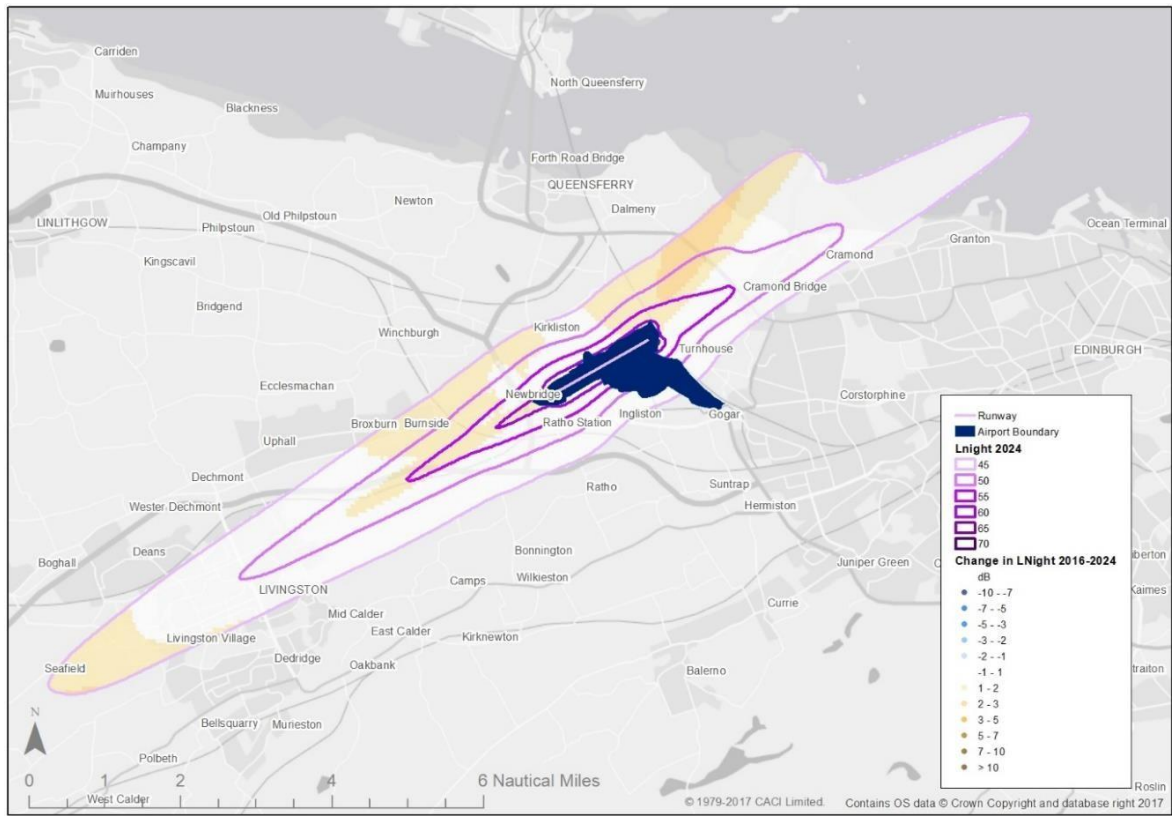 Carriden
Muirhouses
Blackness
North Queensferry
Champany
Forth Road Bridge
QUEENSFERRY
Newton
Dalmeny
LINLITHGOW
Old Philpstoun
Philpstoun
Ocean Terminal
Granton
Cramond
Kingscavil
Cramond Bridge
Bridgend
Winchburgh
Kirkliston
Turnhouse
EDINBURGH
Ecclesmachan
Newbridge
Corstorphine
Broxburn
Burnside
Ratho Station
Ingliston
Gogar
Uphall
Dechmont
Ratho
Suntrap
Wester Dechmont
Hermiston
Boghall
Deans
Bonnington
Juniper Green
Wilkieston
LIVINGSTON
Camps
Mid Calder
Currie
East Calder
Kirknewton
Livingston Village
Dedridge
Oakbank
Seafield
Balerno
Bellsquarry
Murieston
Polbeth
West Calder
Roslin
Runway
Airport Boundary
Lnight 2024
45
50
55
60
65
70
Change in LNight 2016-2024
dB
-10 - -7
-7 - -5
-5 - -3
-3 - -2
-2 - -1
-1 - 1
1 - 2
2 - 3
3 - 5
5 - 7
7 - 10
> 10
berton
Kaimes
traiton
N
0 2 4 6 Nautical Miles
© 1979-2017 CACI Limited. Contains OS data © Crown Copyright and database right 2017